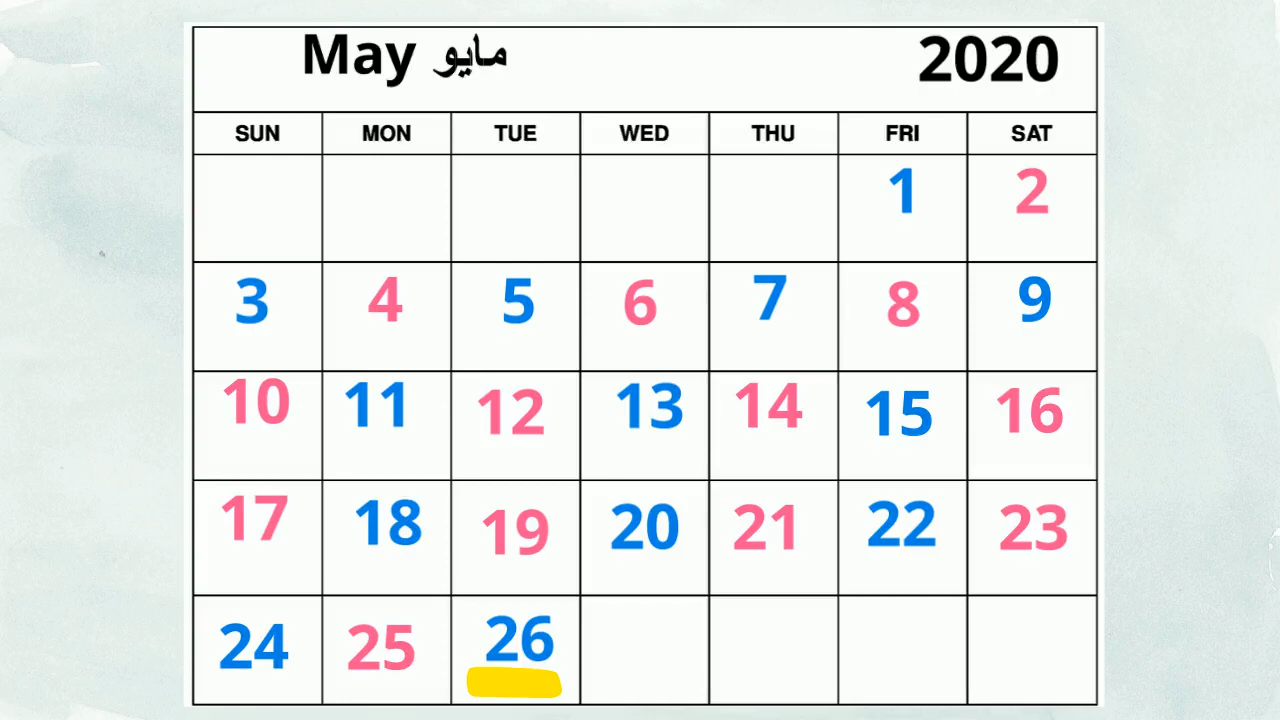 May مايو 2020
SUN MON TUE WED THU FRI SAT
1 2
3 4 5 6 7 8 9
10 11 12 13 14 15 16
17 18 19 20 21 22 23
24 25 26